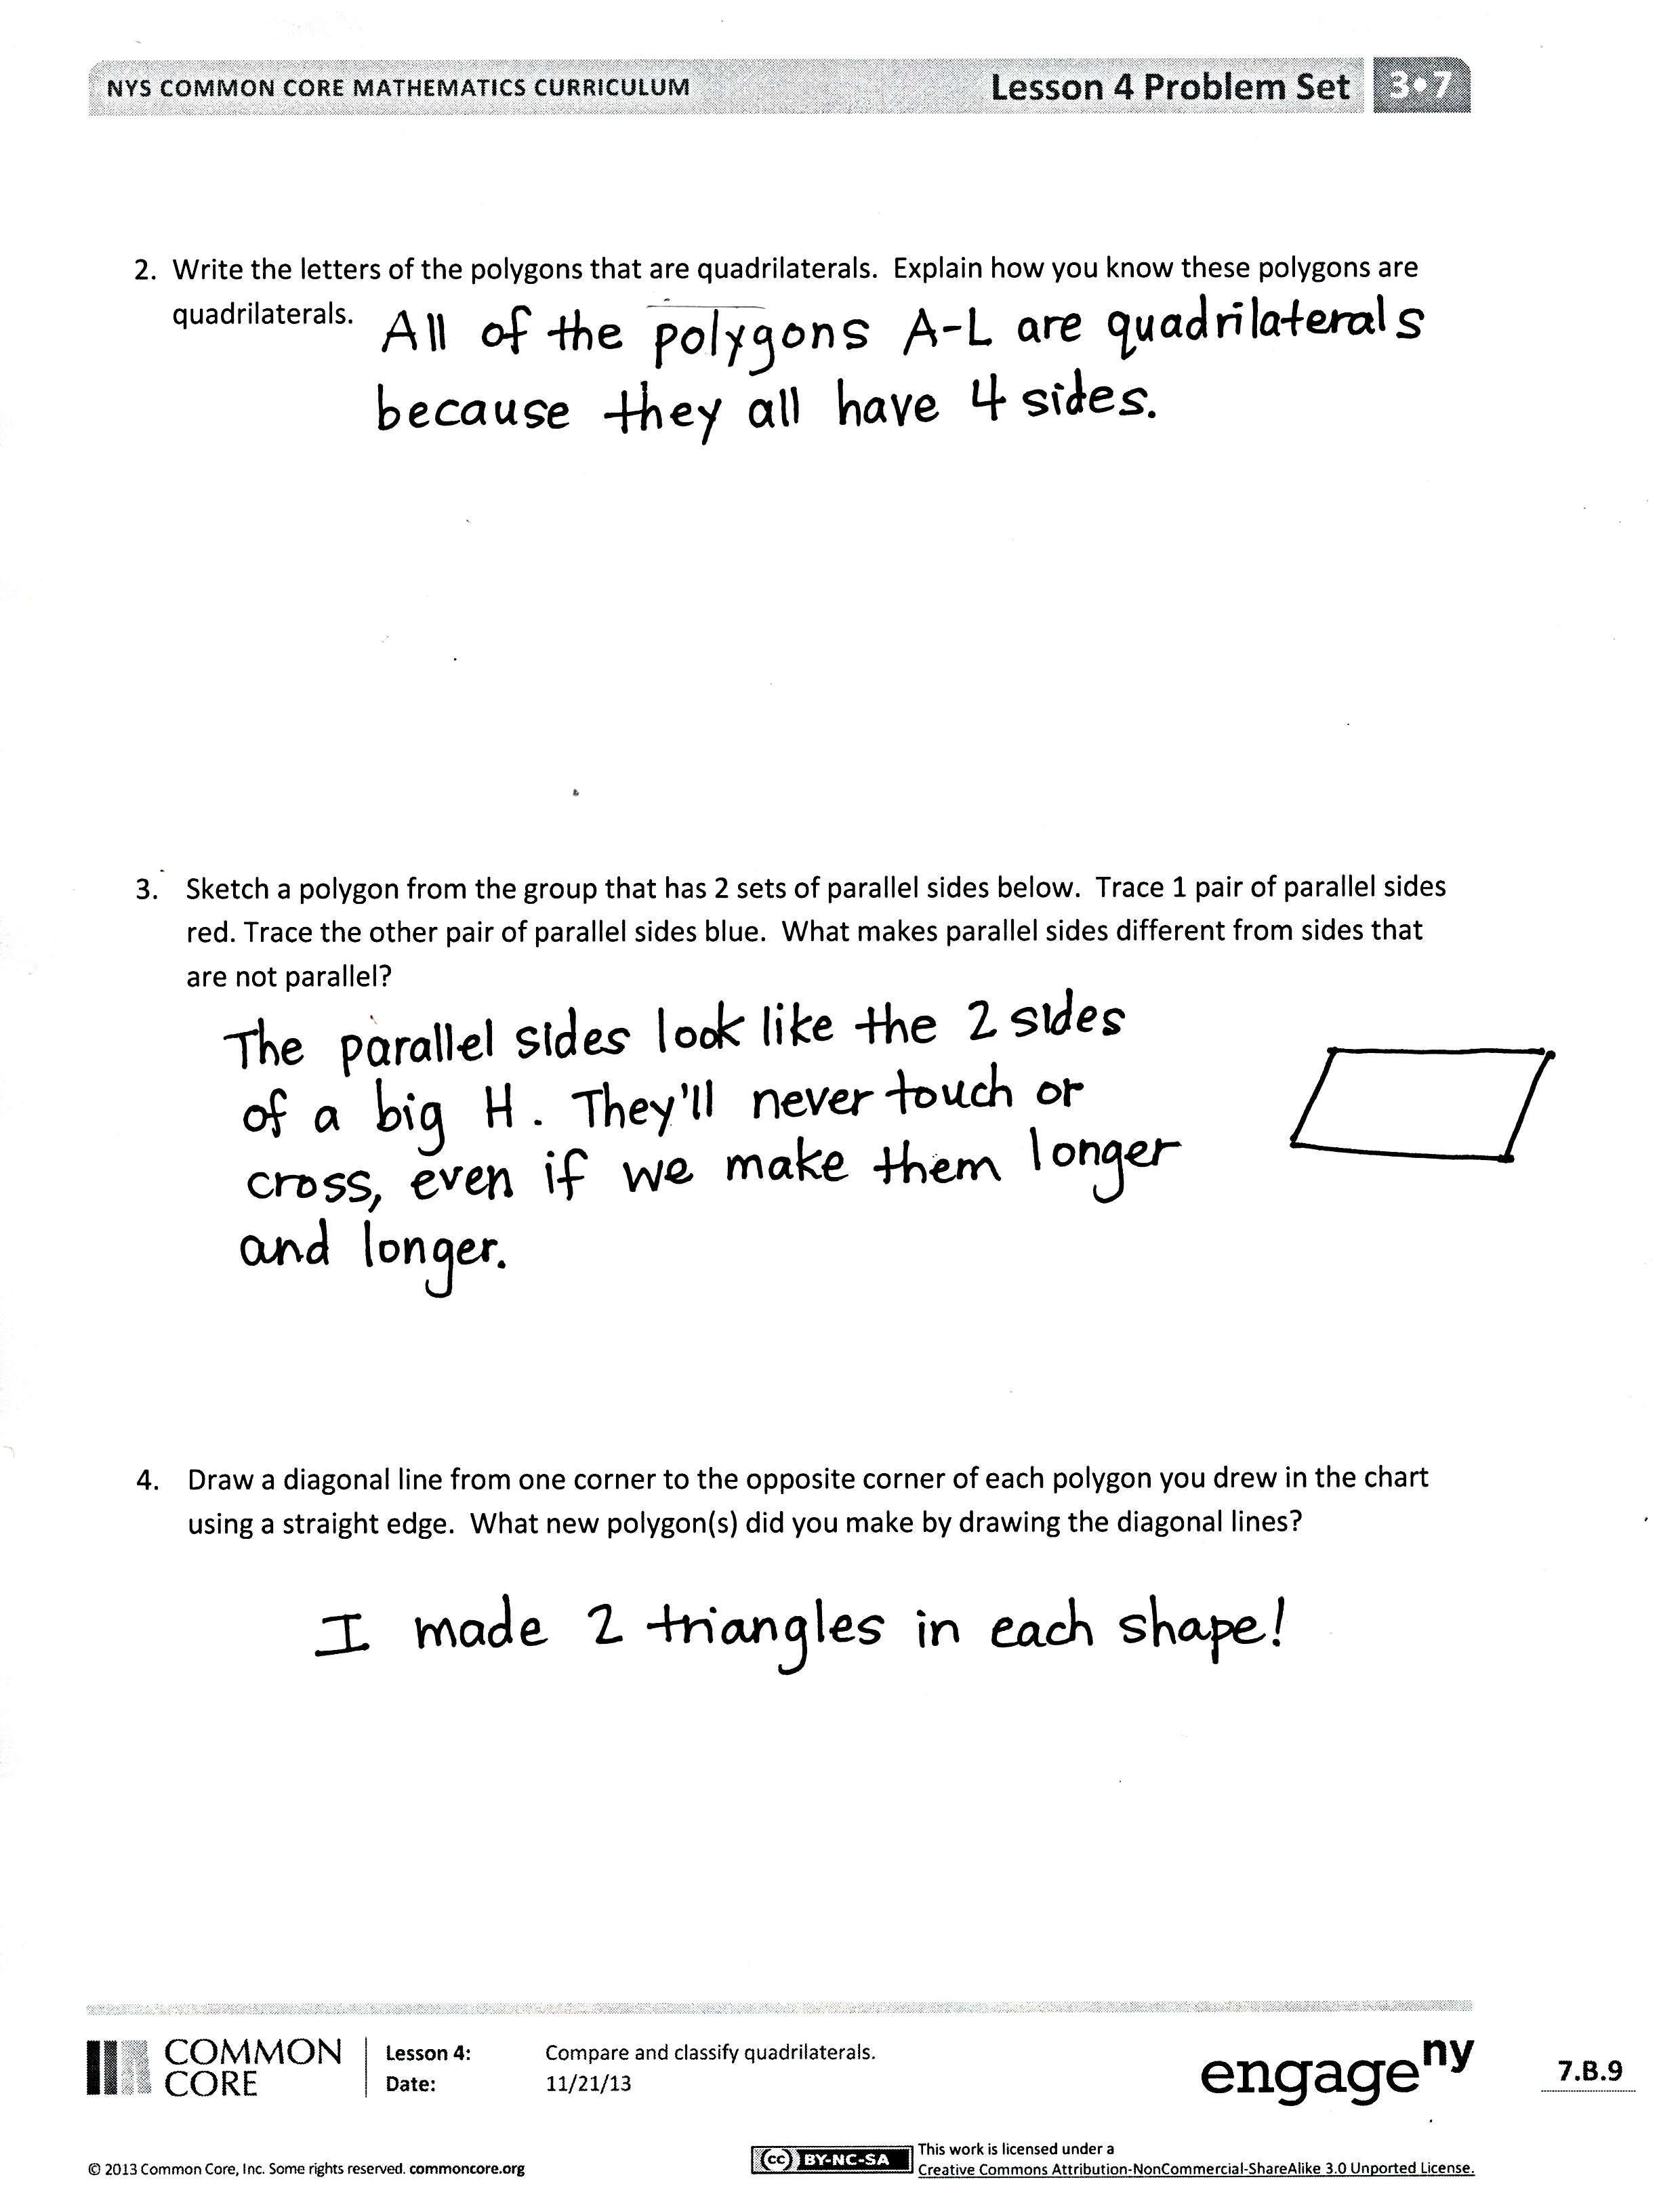 NYS COMMON CORE MATHEMATICS CURRICULUM
Lesson 4 Problem Set
3•7
2. Write the letters of the polygons that are quadrilaterals. Explain how you know these polygons are
quadrilaterals.
All of the polygons A-L are quadrilaterals
because they all have 4 sides.
3. Sketch a polygon from the group that has 2 sets of parallel sides below. Trace 1 pair of parallel sides
red. Trace the other pair of parallel sides blue. What makes parallel sides different from sides that
are not parallel?
The parallel sides look like the 2 sides
of a big H. They'll never touch or
cross, even if we make them longer
and longer.
4. Draw a diagonal line from one corner to the opposite corner of each polygon you drew in the chart
using a straight edge. What new polygon(s) did you make by drawing the diagonal lines?
I made 2 triangles in each shape!
COMMON
CORE
Lesson 4: Compare and classify quadrilaterals.
Date: 11/21/13
engageny
7.B.9
© 2013 Common Core, Inc. Some rights reserved. commoncore.org
cc BY-NC-SA
This work is licensed under a
Creative Commons Attribution-NonCommercial-ShareAlike 3.0 Unported License.